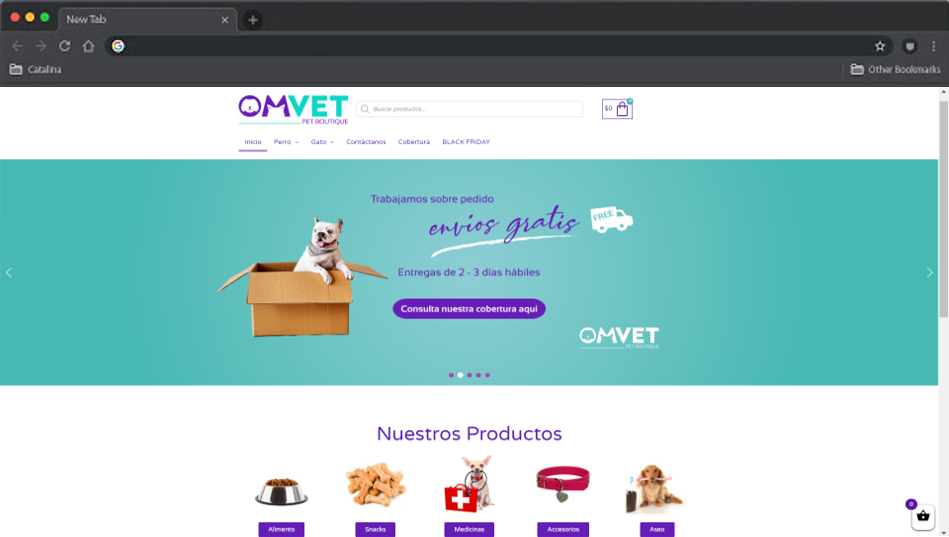 New Tab
Catalina
Other Bookmarks
OMVET
PET BOUTIQUE
Buscar productos...
$0
0
Inicio
Perro
Gato
Contáctanos
Cobertura
BLACK FRIDAY
Trabajamos sobre pedido
envíos gratis
FREE
Entregas de 2 - 3 días hábiles
Consulta nuestra cobertura aquí
OMVET
PET BOUTIQUE
Nuestros Productos
Alimento
Snacks
Medicinas
Accesorios
Aseo
0